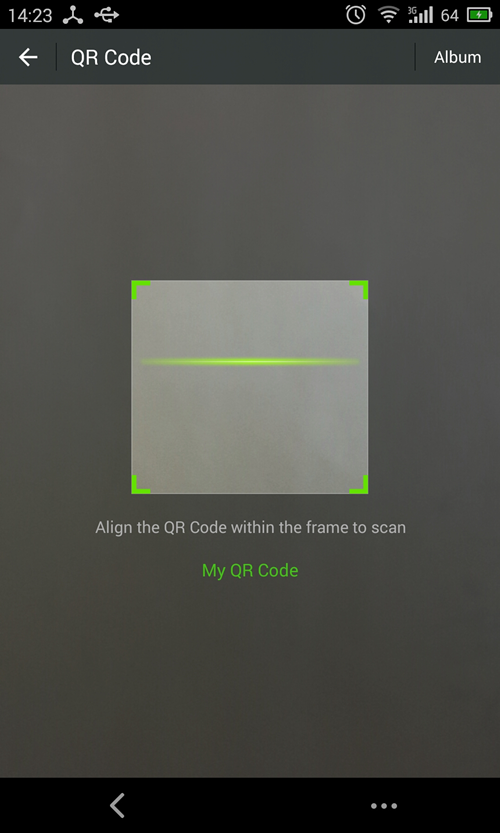 14:23
3G
64
QR Code
Album
Align the QR Code within the frame to scan
My QR Code